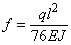 f = ql²/76EJ